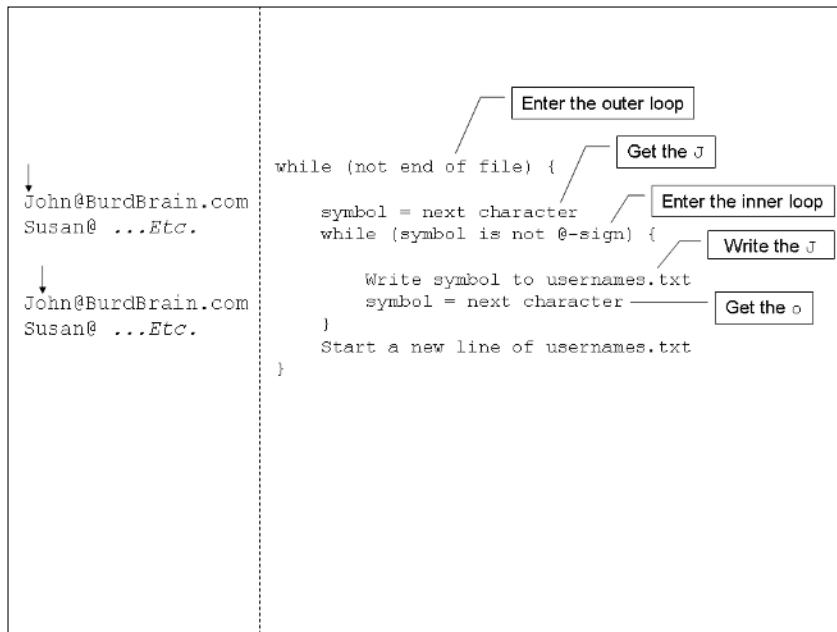 John@BurdBrain.com
Susan@ ...Etc.
John@BurdBrain.com
Susan@ ...Etc.
Enter the outer loop
while (not end of file) {
Get the J
symbol = next character
Enter the inner loop
while (symbol is not @-sign) {
Write the J
Write symbol to usernames.txt
symbol = next character
Get the o
}
Start a new line of usernames.txt
}